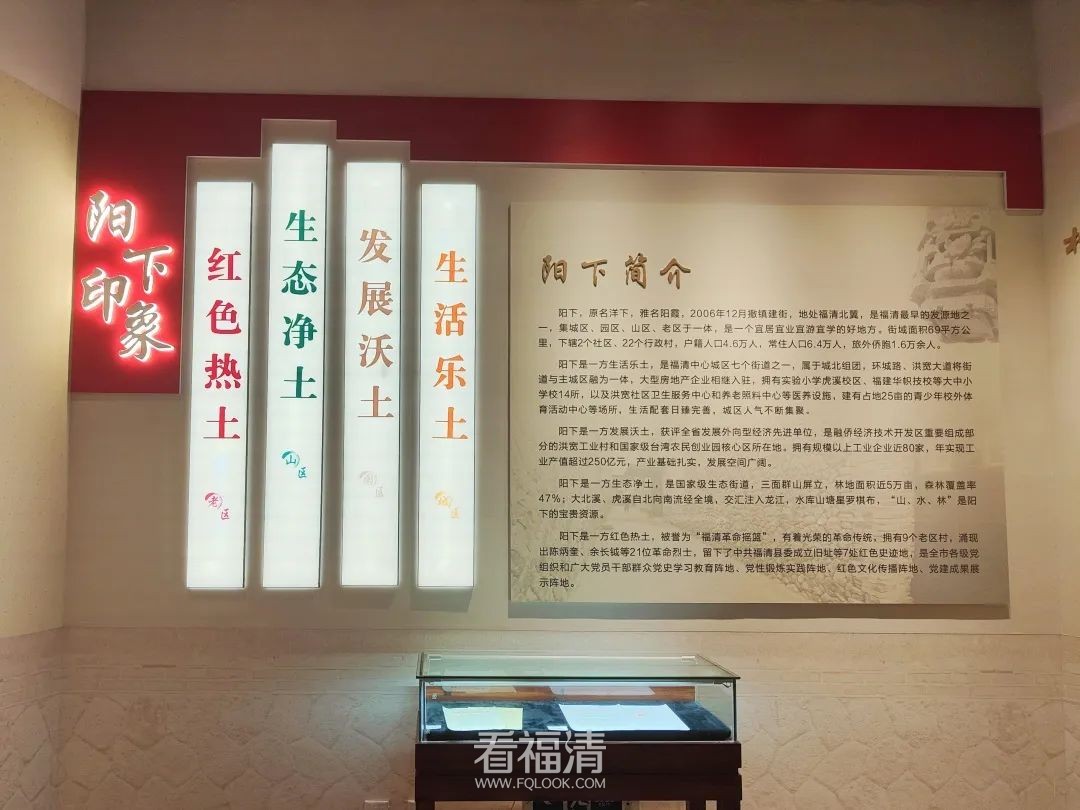 阳下
印象
红色热土
老区
生态净土
山区
发展沃土
园区
生活乐土
城区
阳下简介
阳下，原名洋下，雅名阳霞，2006年12月撤镇建街，地处福清北翼，是福清最早的发源地之
一，集城区、园区、山区、老区于一体，是一个宜居宜业宜游宜学的好地方。街域面积69平方公
里，下辖2个社区、22个行政村，户籍人口4.6万人，常住人口6.4万人，旅外侨胞1.6万余人。
阳下是一方生活乐土，是福清中心城区七个街道之一，属于城北组团，环城路、洪宽大道将街
道与主城区融为一体，大型房地产企业相继入驻，拥有实验小学虎溪校区、福建华帜技校等大中小
学校14所，以及洪宽社区卫生服务中心和养老照料中心等医养设施，建有占地25亩的青少年校外体
育活动中心等场所，生活配套日臻完善，城区人气不断集聚。
阳下是一方发展沃土，获评全省发展外向型经济先进单位，是融侨经济技术开发区重要组成部
分的洪宽工业村和国家级台湾农民创业园核心区所在地。拥有规模以上工业企业近80家，年实现工
业产值超过250亿元，产业基础扎实，发展空间广阔。
阳下是一方生态净土，是国家级生态街道，三面群山屏立，林地面积近5万亩，森林覆盖率
47%；大北溪、虎溪自北向南流经全境，交汇注入龙江，水库山塘星罗棋布，“山、水、林”是阳
下的宝贵资源。
阳下是一方红色热土，被誉为“福清革命摇篮”，有着光荣的革命传统，拥有9个老区村，涌现
出陈炳奎、余长钺等21位革命烈士，留下了中共福清县委成立旧址等7处红色史迹地，是全市各级党
组织和广大党员干部群众党史学习教育阵地、党性锻炼实践阵地、红色文化传播阵地、党建成果展
示阵地。
看福清
WWW.FQLOOK.COM